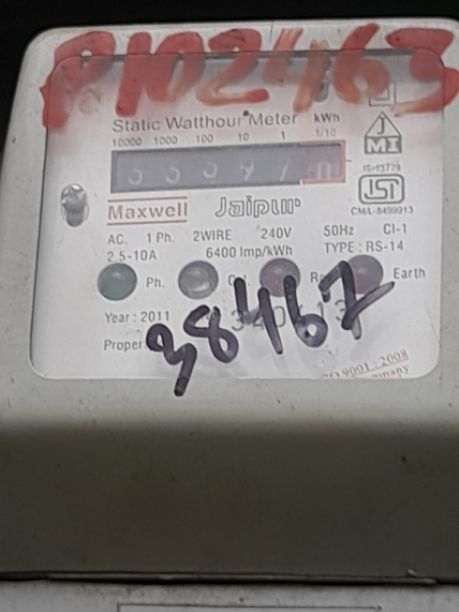 P102463
Static Watthour Meter kWh
10000 1000 100 10 1 1/10
JMI
IS:13779
Maxwell Jaipur
ISI
CM/L-8499913
AC. 1 Ph. 2WIRE 240V 50Hz Cl-1
2.5-10A 6400 Imp/kWh TYPE: RS-14
Ph. Earth
Year: 2011
38467
9001:2008